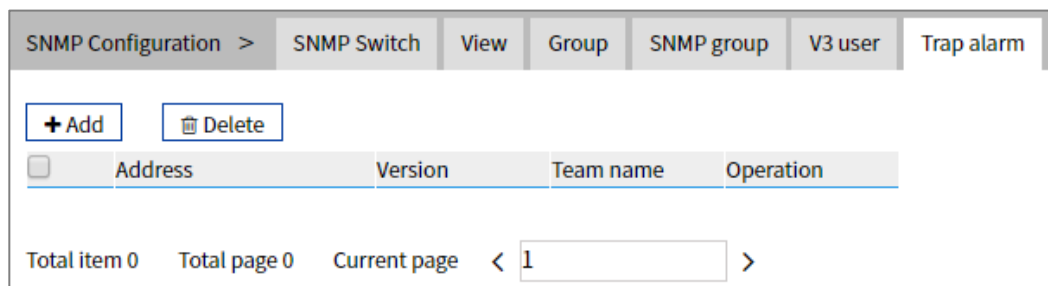 SNMP Configuration > SNMP Switch View Group SNMP group V3 user Trap alarm
+ Add Delete
Address Version Team name Operation
Total item 0 Total page 0 Current page < 1 >